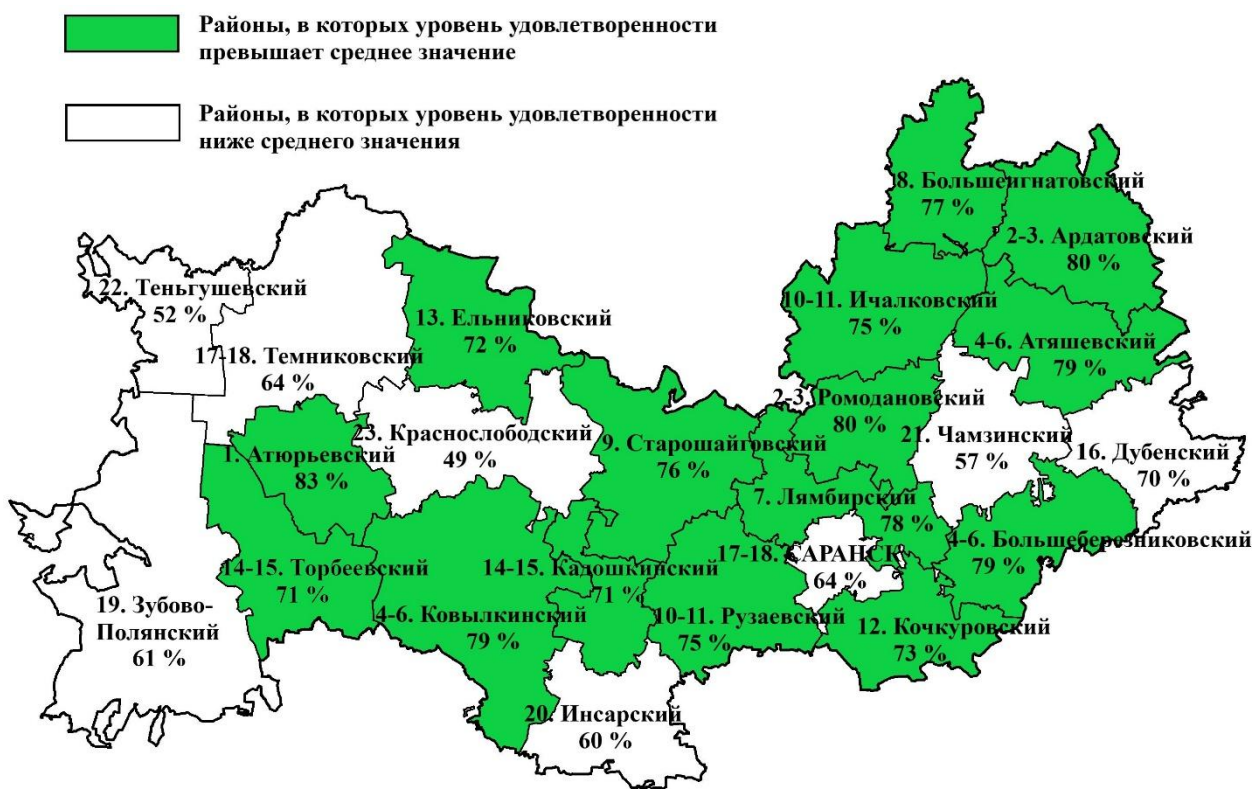 Районы, в которых уровень удовлетворенности
превышает среднее значение
Районы, в которых уровень удовлетворенности
ниже среднего значения
8. Большеигнатовский
77 %
2-3. Ардатовский
80 %
22. Теньгушевский
52 %
10-11. Ичалковский
75 %
13. Ельниковский
72 %
4-6. Атяшевский
79 %
17-18. Темниковский
64 %
2-3. Ромодановский
80 %
23. Краснослободский
49 %
9. Старошайговский
76 %
21. Чамзинский
57 %
16. Дубенский
70 %
1. Атюрьевский
83 %
7. Лямбирский
78 %
4-6. Большеберезниковский
79 %
17-18. САРАНСК
64 %
14-15. Торбеевский
71 %
14-15. Кадошкинский
71 %
19. Зубово-
Полянский
61 %
4-6. Ковылкинский
79 %
10-11. Рузаевский
75 %
12. Кочкуровский
73 %
20. Инсарский
60 %